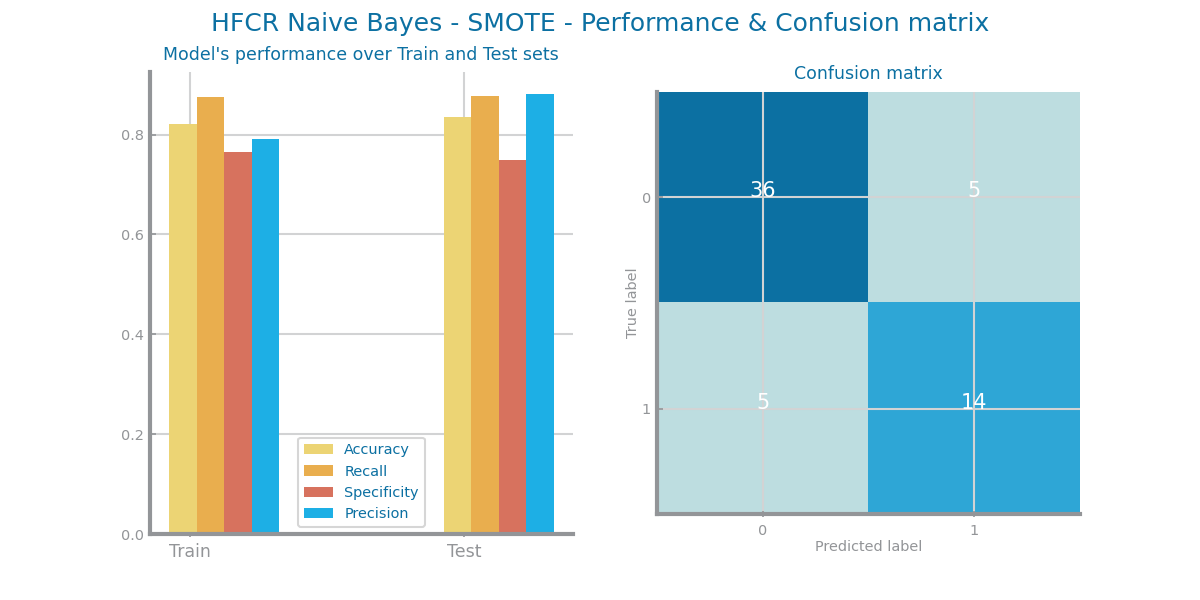 HFCR Naive Bayes - SMOTE - Performance & Confusion matrix
Model's performance over Train and Test sets
0.8
0.6
0.4
0.2
0.0
Accuracy
Recall
Specificity
Precision
Train
Test
Confusion matrix
True label
0
1
36
5
5
14
0
1
Predicted label